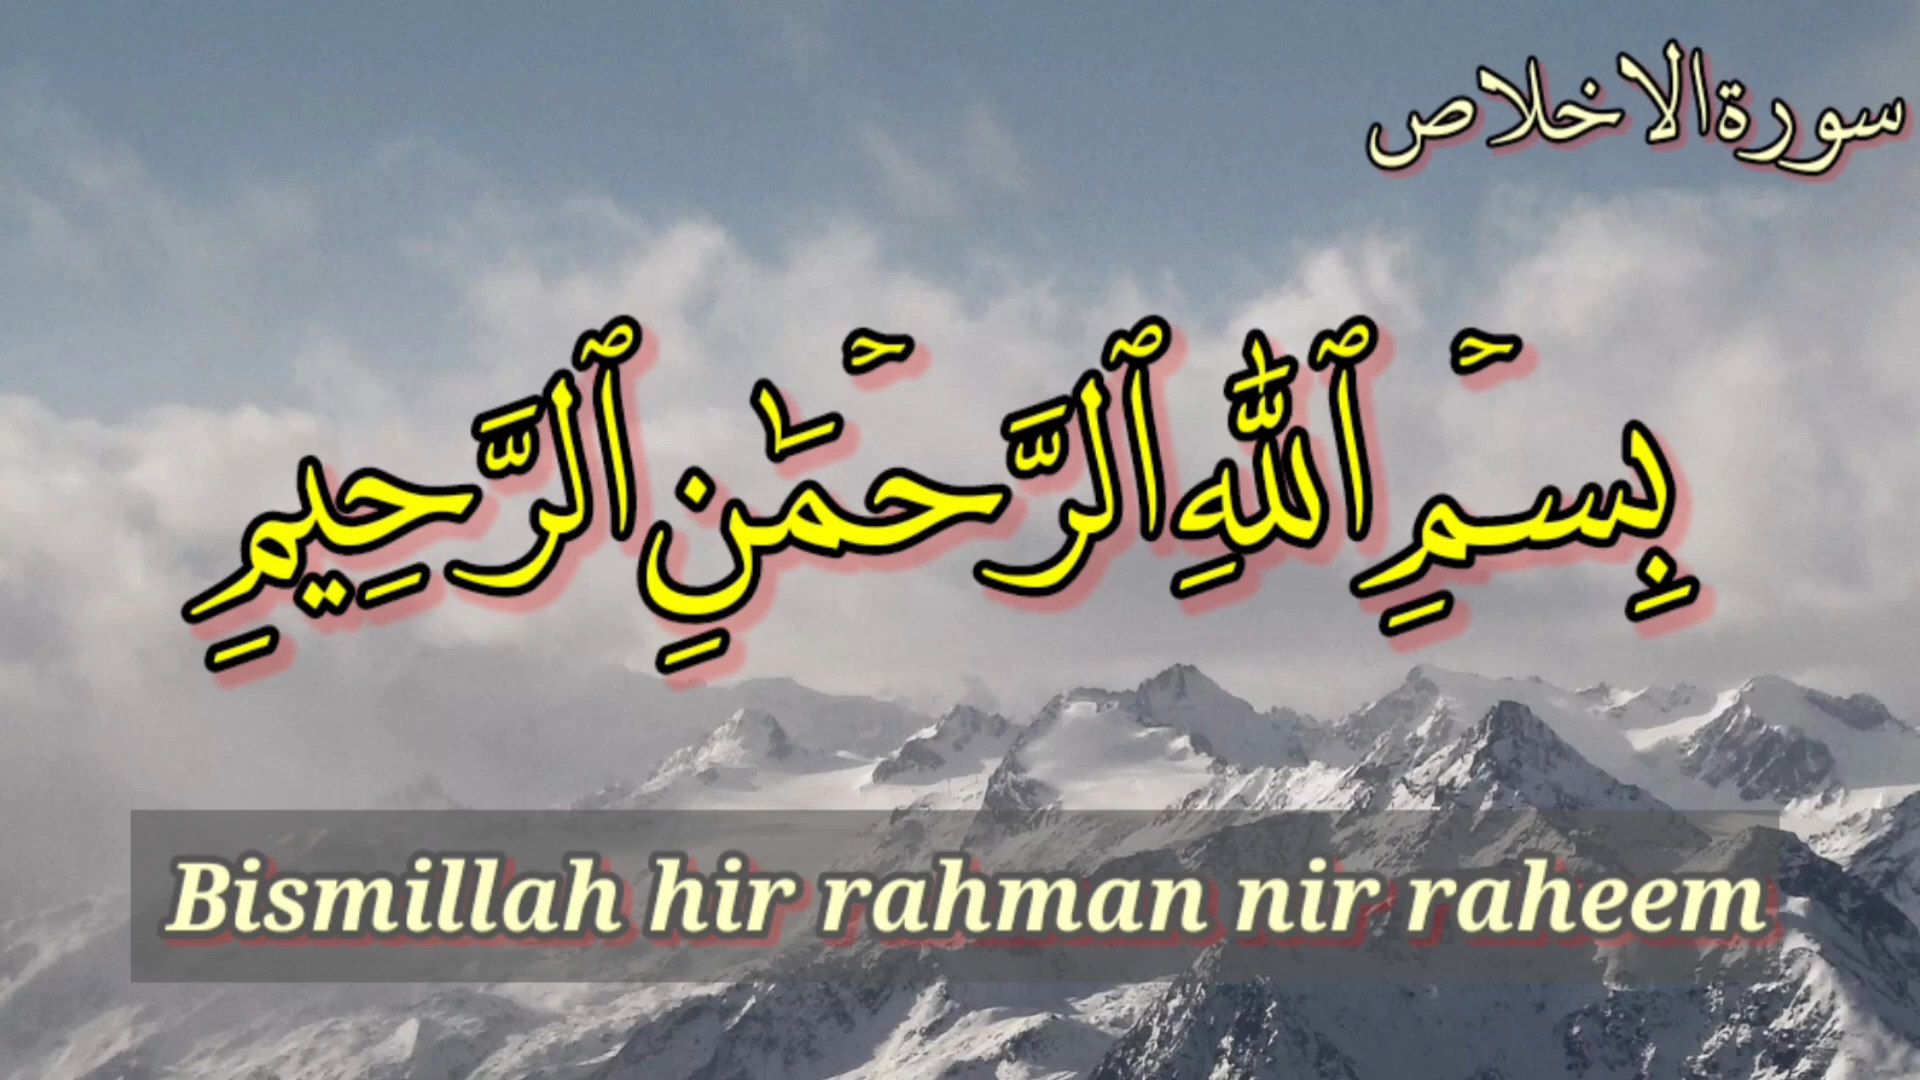 سورة الاخلاص
بِسۡمِ ٱللَّهِ ٱلرَّحۡمَٰنِ ٱلرَّحِيمِ
Bismillah hir rahman nir raheem